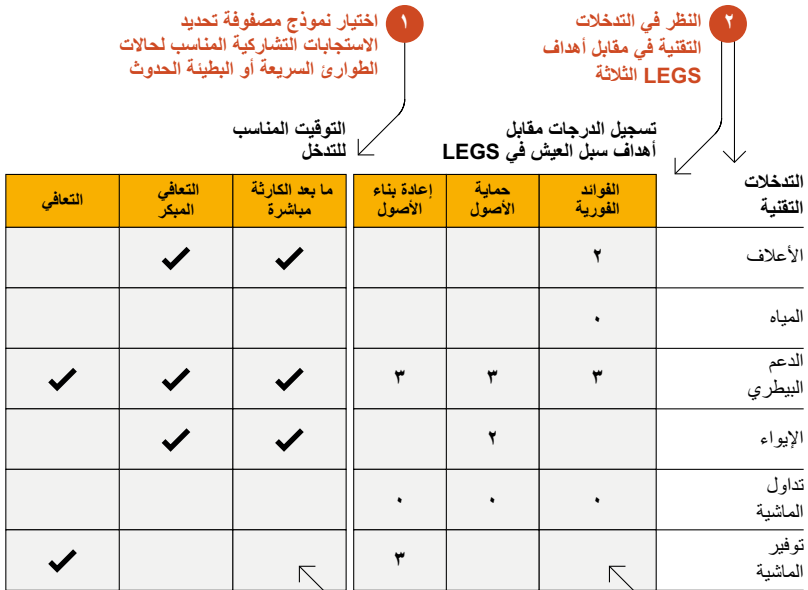 ١ اختيار نموذج مصفوفة تحديد
الاستجابات التشاركية المناسب لحالات
الطوارئ السريعة أو البطيئة الحدوث
٢ النظر في التدخلات
التقنية في مقابل أهداف
LEGS الثلاثة
التوقيت المناسب
للتدخل
تسجيل الدرجات مقابل
أهداف سبل العيش في LEGS
التدخلات
التقنية
الفوائد
الفورية
حماية
الأصول
إعادة بناء
الأصول
ما بعد الكارثة
مباشرة
التعافي
المبكر
التعافي
الأعلاف ٢ ✔ ✔
المياه ٠
الدعم
البيطري ٣ ٣ ٣ ✔ ✔ ✔
الإيواء ٢ ✔ ✔
تداول
الماشية ٠ ٠ ٠
توفير
الماشية ٣ ✔